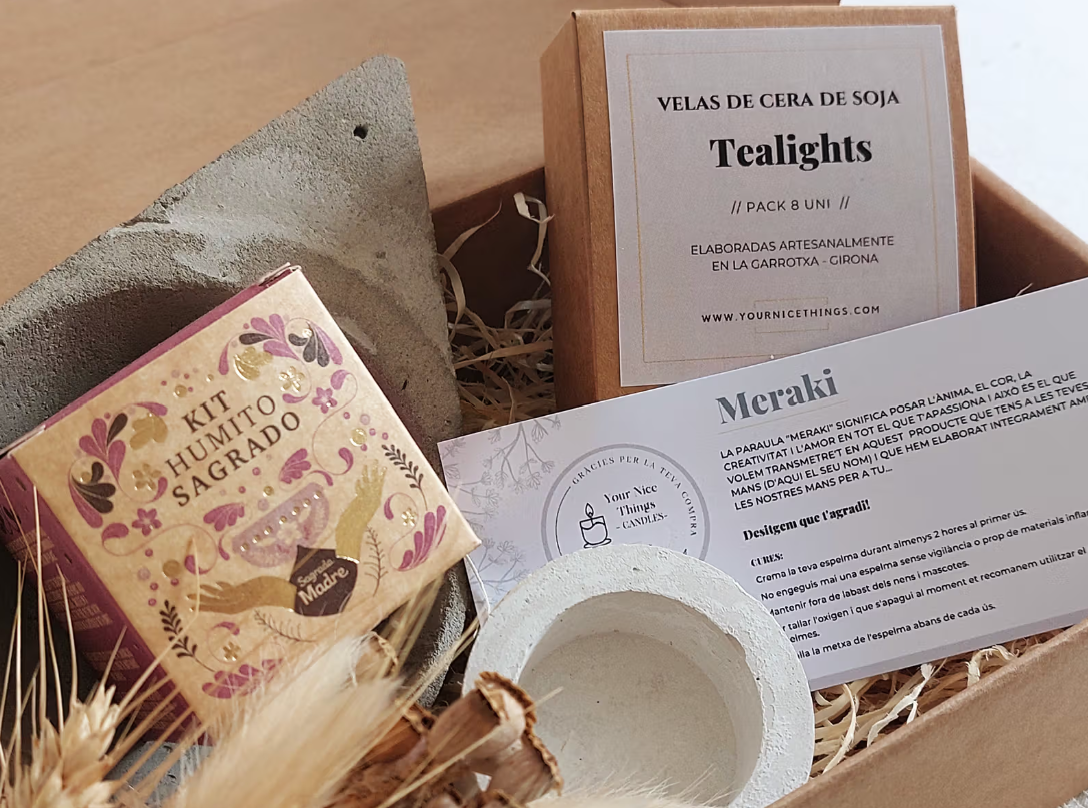 VELAS DE CERA DE SOJA
Tealights
// PACK 8 UNI //
ELABORADAS ARTESANALMENTE
EN LA GARROTXA - GIRONA
WWW.YOURNICETHINGS.COM
KIT
HUMITO
SAGRADO
Sagrada
Madre
GRÀCIES PER LA TEVA COMPRA
Your Nice
Things
- CANDLES-
Meraki
LA PARAULA "MERAKI" SIGNIFICA POSAR L'ÀNIMA, EL COR, LA
CREATIVITAT I L'AMOR EN TOT EL QUE T'APASSIONA I AIXÒ ÉS EL QUE
VOLEM TRANSMETRET EN AQUEST PRODUCTE QUE TENS A LES TEVES
MANS (D'AQUI EL SEU NOM) I QUE HEM ELABORAT INTEGRAMENT AMB
LES NOSTRES MANS PER A TU...
Desitgem que t'agradi!
CURES:
Crema la teva espelma durant almenys 2 hores al primer ús.
No engeguis mai una espelma sense vigilància o prop de materials
Mantenir fora de labast dels nens i mascotes.
tallar l'oxigen i que s'apagui al moment et recomanem utilitzar el
la metxa de l'espelma abans de cada ús.